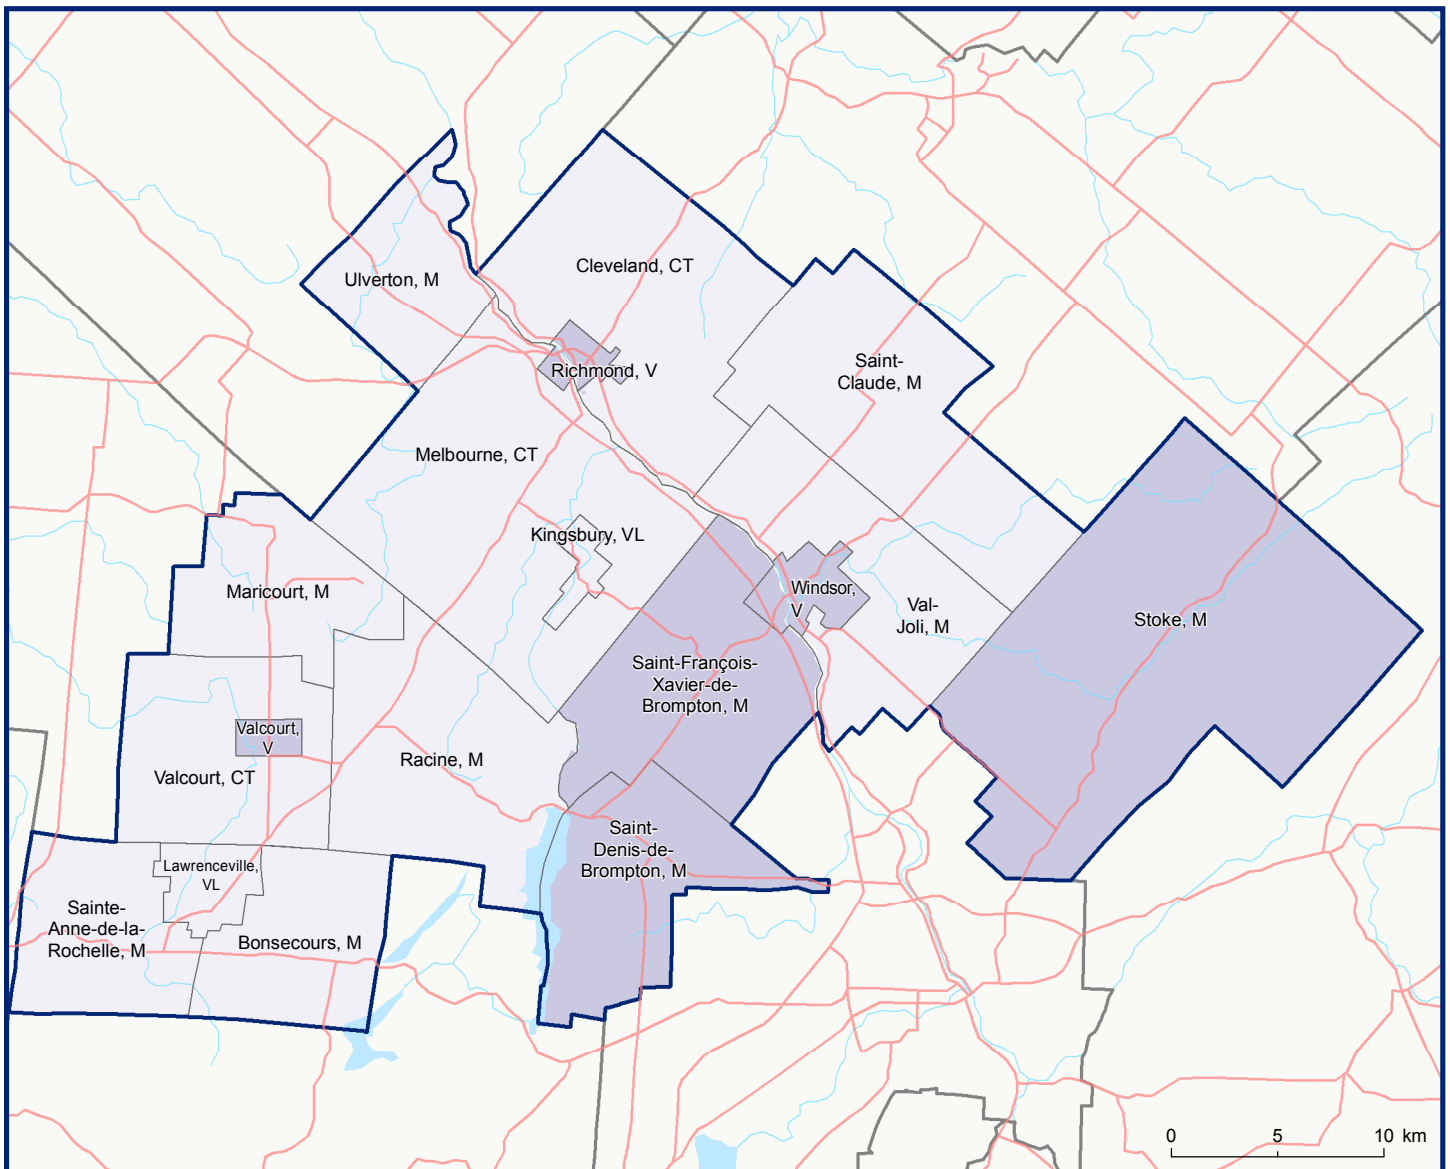 Ulverton, M
Cleveland, CT
Richmond, V
Saint-
Claude, M
Melbourne, CT
Kingsbury, VL
Maricourt, M
Windsor,
V
Val-
Joli, M
Stoke, M
Saint-François-
Xavier-de-
Brompton, M
Valcourt,
V
Valcourt, CT
Racine, M
Saint-
Denis-de-
Brompton, M
Lawrenceville,
VL
Sainte-
Anne-de-la-
Rochelle, M
Bonsecours, M
0 5 10 km